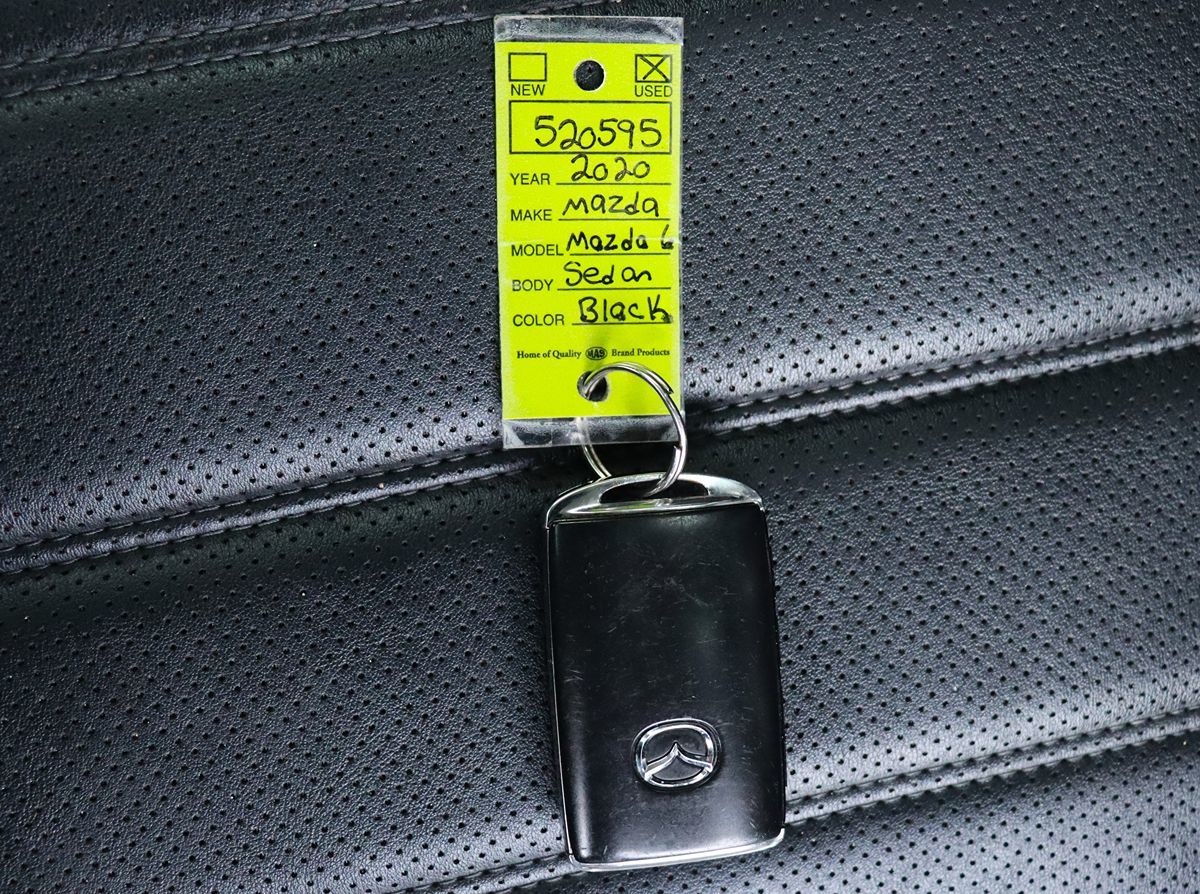 NEW USED
520595
YEAR 2020
MAKE Mazda
MODEL Mazda 6
BODY Sedan
COLOR Black
Home of Quality MAS Brand Products